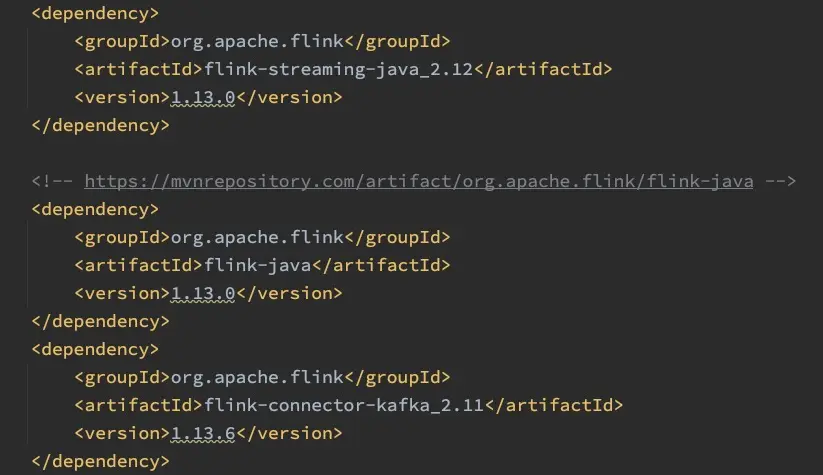 <dependency>
<groupId>org.apache.flink</groupId>
<artifactId>flink-streaming-java_2.12</artifactId>
<version>1.13.0</version>
</dependency>
<!-- https://mvnrepository.com/artifact/org.apache.flink/flink-java -->
<dependency>
<groupId>org.apache.flink</groupId>
<artifactId>flink-java</artifactId>
<version>1.13.0</version>
</dependency>
<dependency>
<groupId>org.apache.flink</groupId>
<artifactId>flink-connector-kafka_2.11</artifactId>
<version>1.13.6</version>
</dependency>